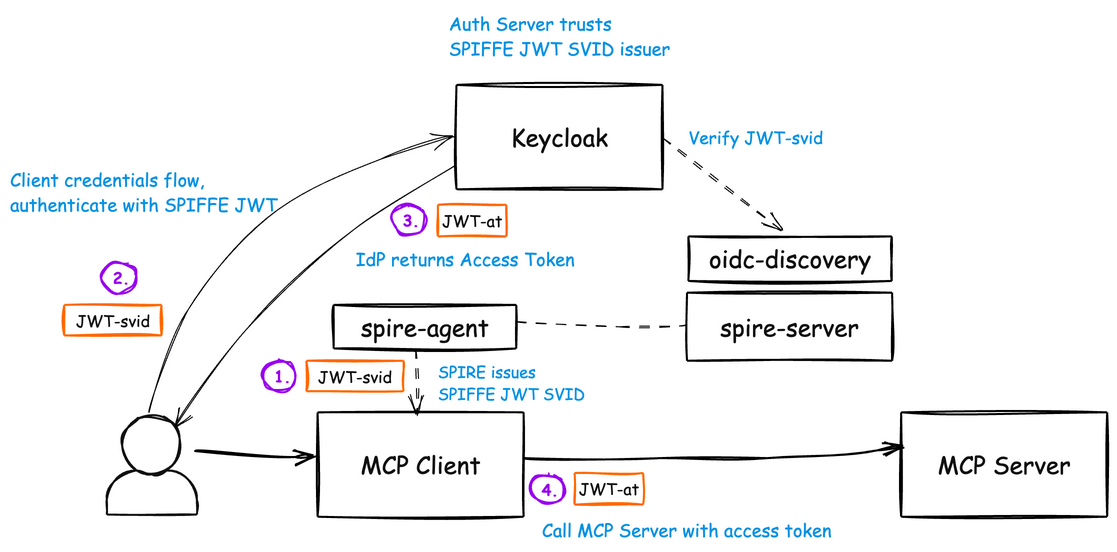 Auth Server trusts
SPIFFE JWT SVID issuer
Keycloak
Verify JWT-svid
Client credentials flow,
authenticate with SPIFFE JWT
3.
JWT-at
IdP returns Access Token
oidc-discovery
2.
JWT-svid
spire-agent
spire-server
1.
JWT-svid
SPIRE issues
SPIFFE JWT SVID
MCP Client
MCP Server
4.
JWT-at
Call MCP Server with access token